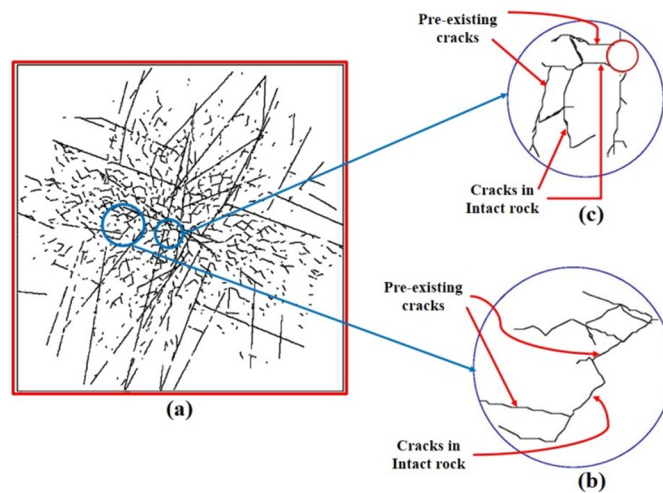 Pre-existing
cracks
Cracks in
Intact rock
(c)
Pre-existing
cracks
(a)
Cracks in
Intact rock
(b)